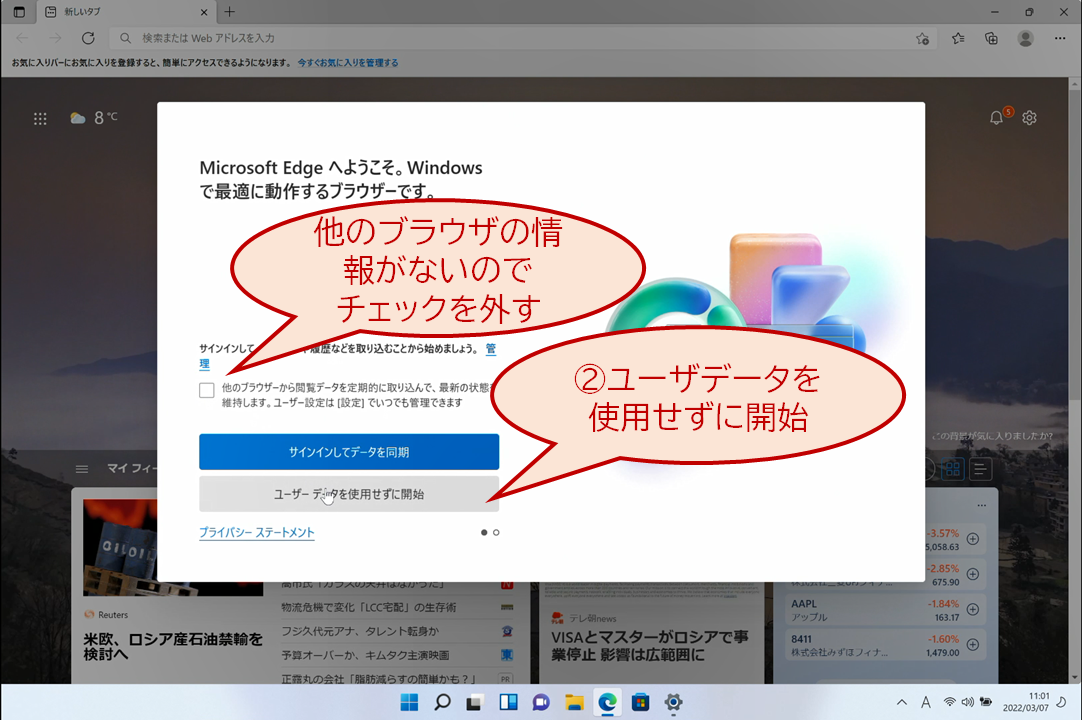 新しいタブ
検索または Web アドレスを入力
お気に入りバーにお気に入りを登録すると、簡単にアクセスできるようになります。 今すぐお気に入りを管理する
8 °C
5
Microsoft Edge へようこそ。Windows
で最適に動作するブラウザーです。
他のブラウザの情
報がないので
チェックを外す
サインインして、
履歴などを取り込むことから始めましょう。 管
理
他のブラウザーから閲覧データを定期的に取り込んで、最新の状態を
維持します。ユーザー設定は [設定] でいつでも管理できます
②ユーザデータを
使用せずに開始
サインインしてデータを同期
ユーザー データを使用せずに開始
プライバシー ステートメント
この背景が気に入りましたか?
マイ フィー
OIL
Reuters
米欧、ロシア産石油禁輸を
検討へ
高市氏「ガラスの天井はなかった」
物流危機で変化「LCC宅配」の生存術
フジ久代元アナ、タレント転身か
予算オーバーか、キムタク主演映画
正露丸の会社「脂肪減らすの簡単かも?」
PR
テレ朝news
VISAとマスターがロシアで事
業停止 影響は広範囲に
-3.57%
5,058.63
-2.85%
675.90
AAPL
アップル
-1.84%
163.17
8411
株式会社みずほフィナ...
-1.60%
1,479.00
A
11:01
2022/03/07